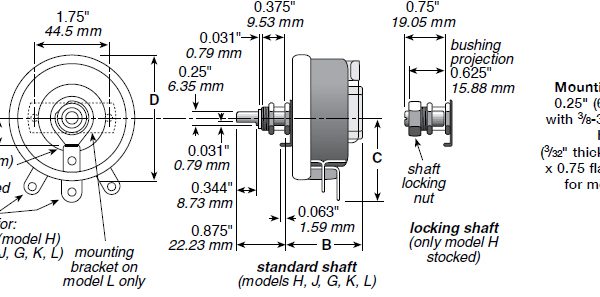 1.75"
44.5 mm
D
m)
ed
for:
(model H)
J, G, K, L)
mounting
bracket on
model L only
0.375"
9.53 mm
0.031"
0.79 mm
0.25"
6.35 mm
0.031"
0.79 mm
0.344"
8.73 mm
0.875"
22.23 mm
0.063"
1.59 mm
B
C
standard shaft
(models H, J, G, K, L)
0.75"
19.05 mm
bushing
projection
0.625"
15.88 mm
shaft
locking
nut
locking shaft
(only model H
stocked)
Mounti
0.25" (6
with 3/8-3
(3/32" thick
x 0.75 fla
for mo